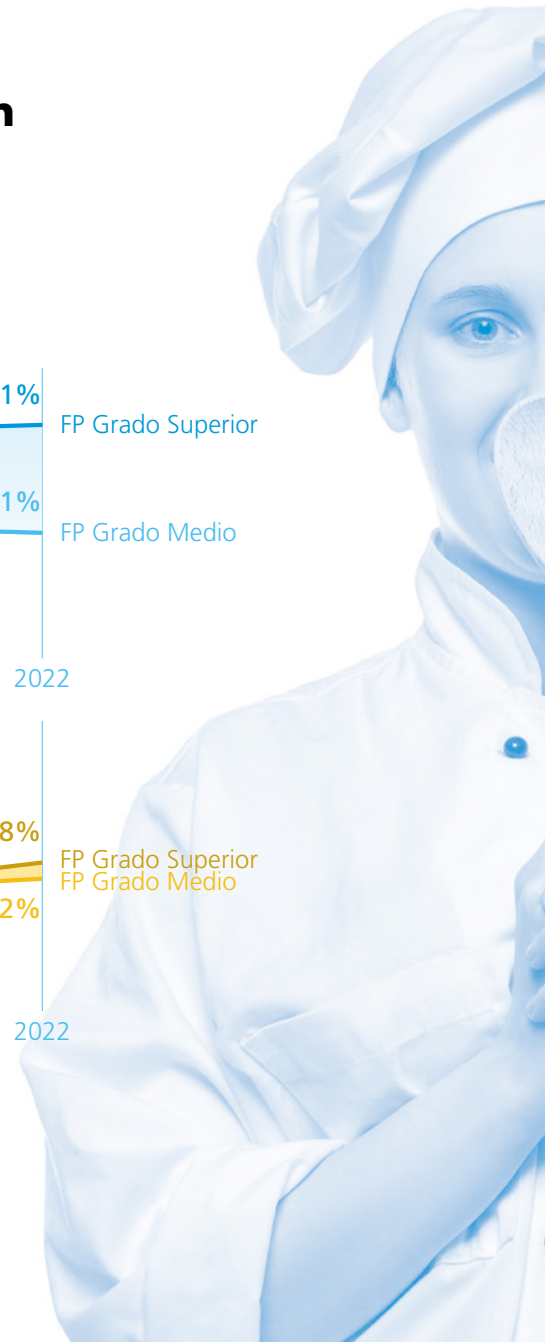 n
1%
FP Grado Superior
1%
FP Grado Medio
2022
8%
FP Grado Superior
FP Grado Medio
2%
2022